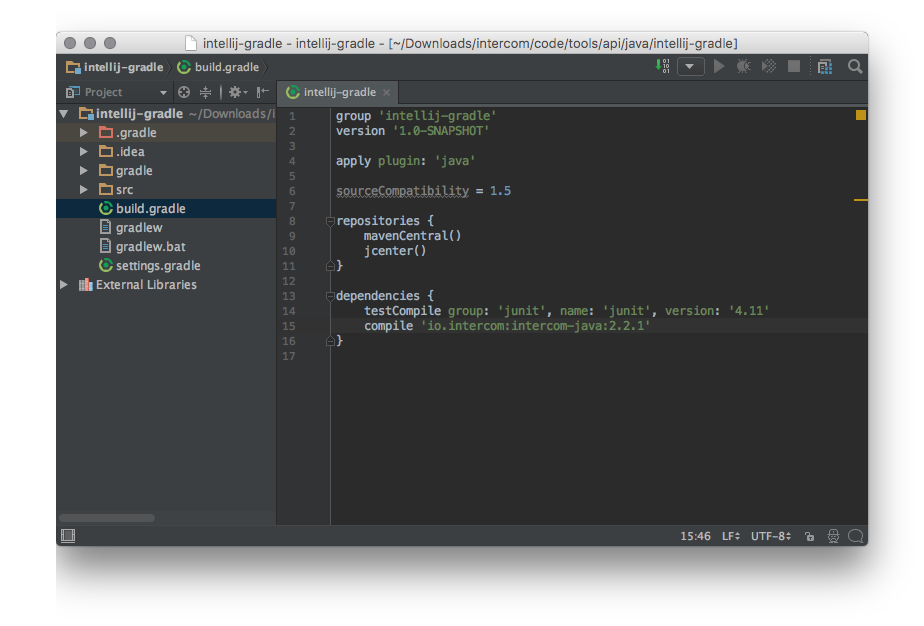 intellij-gradle - intellij-gradle - [~/Downloads/intercom/code/tools/api/java/intellij-gradle]
intellij-gradle build.gradle
Project
intellij-gradle
intellij-gradle ~/Downloads/i
.gradle
.idea
gradle
src
build.gradle
gradlew
gradlew.bat
settings.gradle
External Libraries
1 group 'intellij-gradle'
2 version '1.0-SNAPSHOT'
3
4 apply plugin: 'java'
5
6 sourceCompatibility = 1.5
7
8 repositories {
9 mavenCentral()
10 jcenter()
11 }
12
13 dependencies {
14 testCompile group: 'junit', name: 'junit', version: '4.11'
15 compile 'io.intercom:intercom-java:2.2.1'
16 }
17
15:46 LF UTF-8